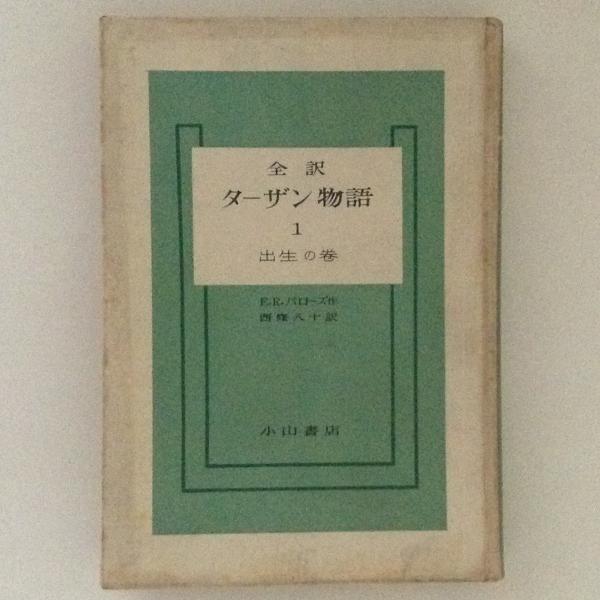 全訳
ターザン物語
1
出生の巻
E.R.バローズ作
西條八十訳
小山書店